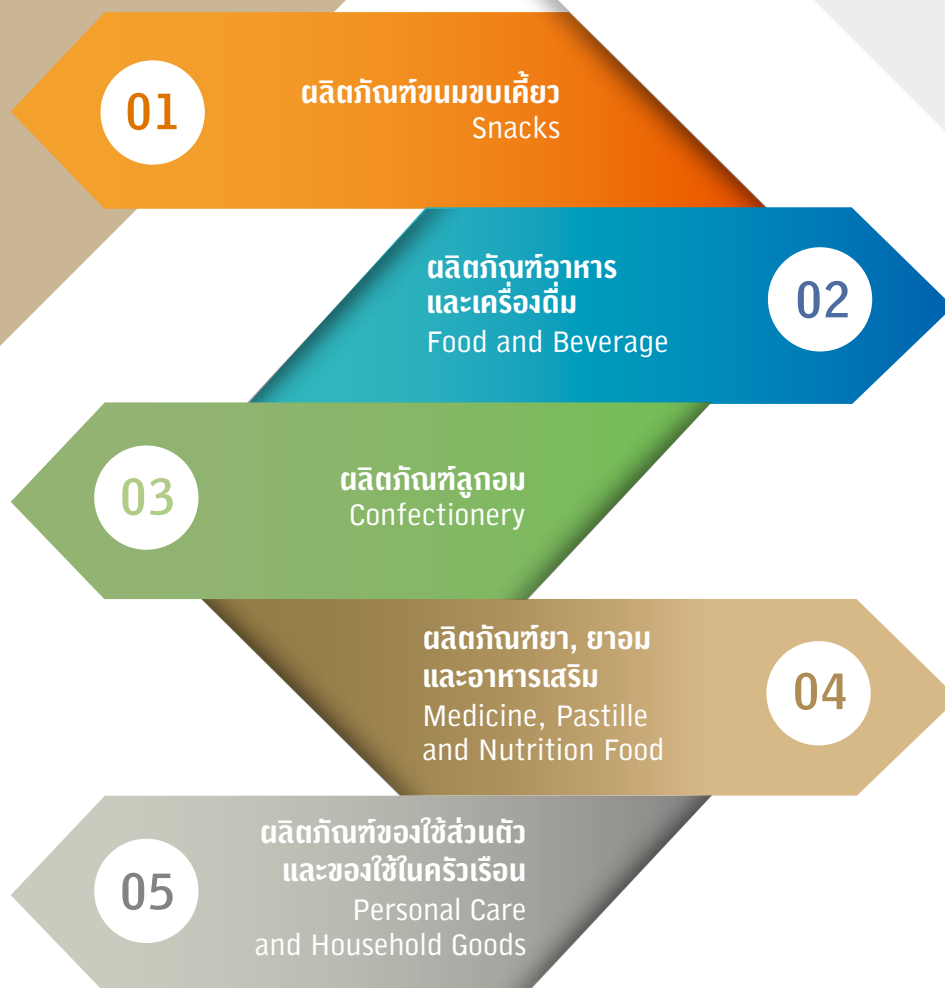 01
ผลิตภัณฑ์ขนมขบเคี้ยว
Snacks
ผลิตภัณฑ์อาหาร
และเครื่องดื่ม
Food and Beverage
02
03
ผลิตภัณฑ์ลูกอม
Confectionery
ผลิตภัณฑ์ยา, ยาอม
และอาหารเสริม
Medicine, Pastille
and Nutrition Food
04
05
ผลิตภัณฑ์ของใช้ส่วนตัว
และของใช้ในครัวเรือน
Personal Care
and Household Goods